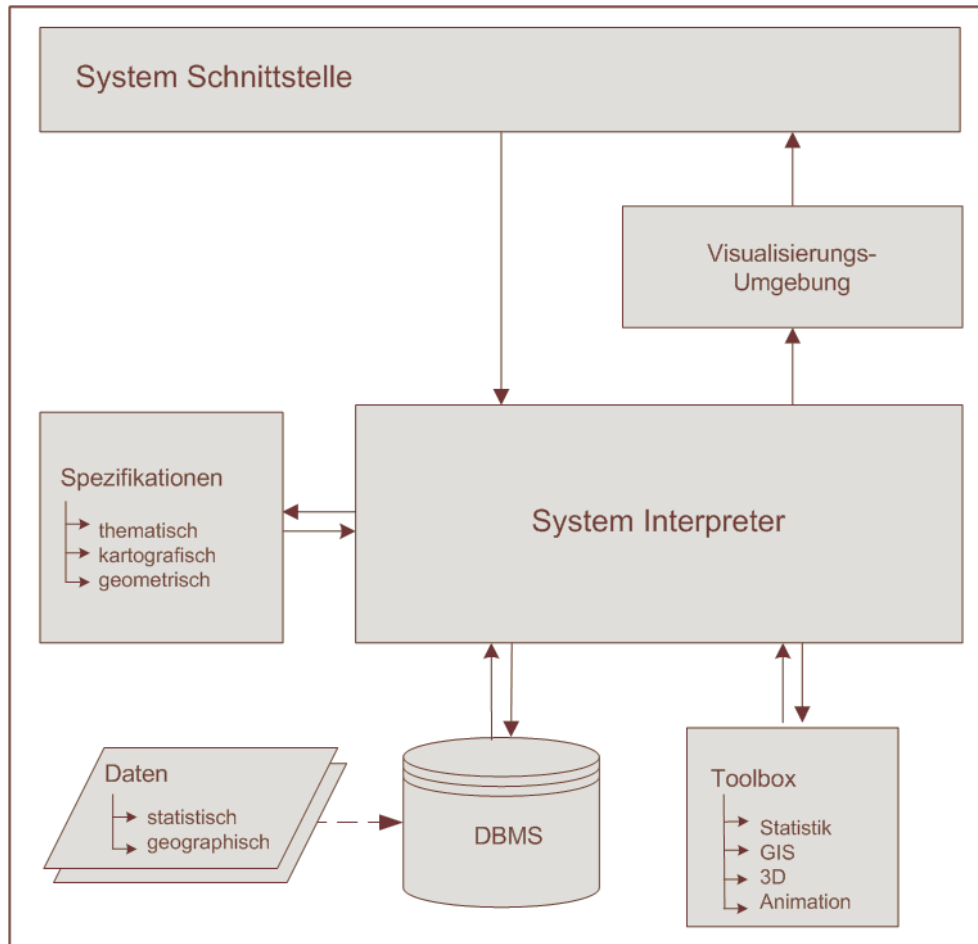 System Schnittstelle
Visualisierungs-
Umgebung
Spezifikationen
thematisch
kartografisch
geometrisch
System Interpreter
Daten
statistisch
geographisch
DBMS
Toolbox
Statistik
GIS
3D
Animation